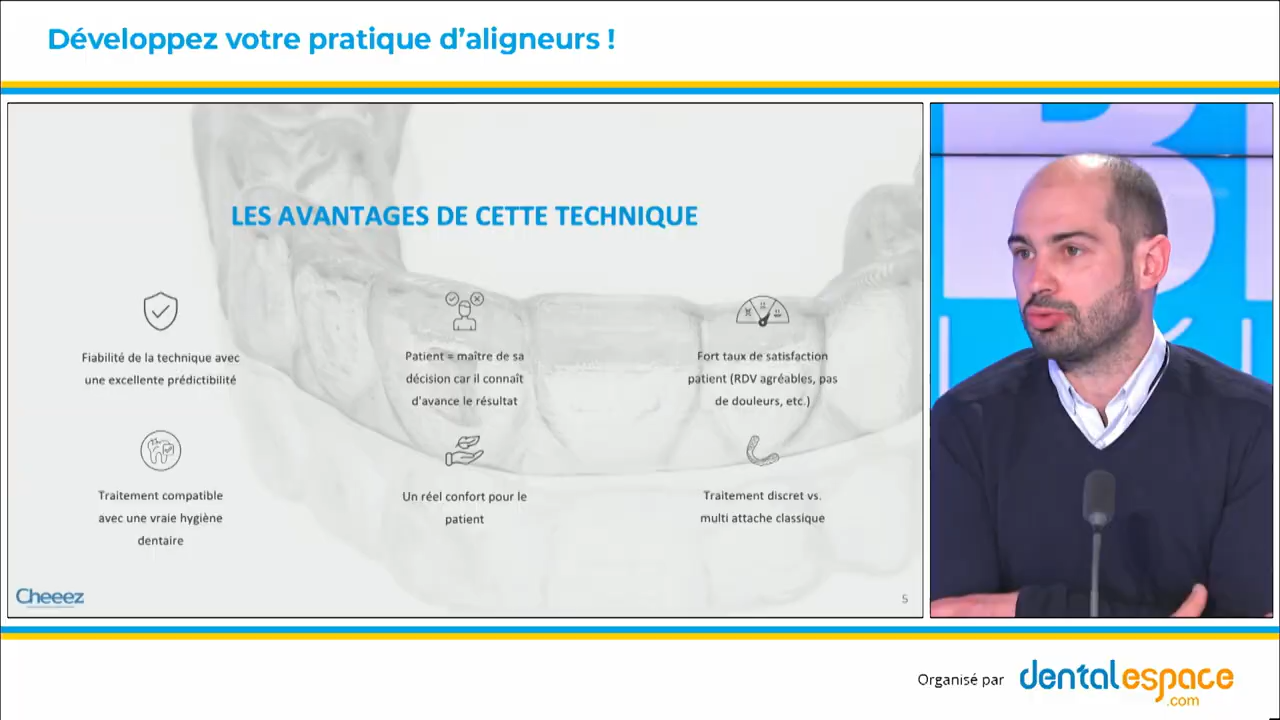 Développez votre pratique d'aligneurs !
LES AVANTAGES DE CETTE TECHNIQUE
Fiabilité de la technique avec
une excellente prédictibilité
Patient = maître de sa
décision car il connaît
d'avance le résultat
Fort taux de satisfaction
patient (RDV agréables, pas
de douleurs, etc.)
Traitement compatible
avec une vraie hygiène
dentaire
Un réel confort pour le
patient
Traitement discret vs.
multi attache classique
Cheeez
5
Organisé par
dentalespace
.com